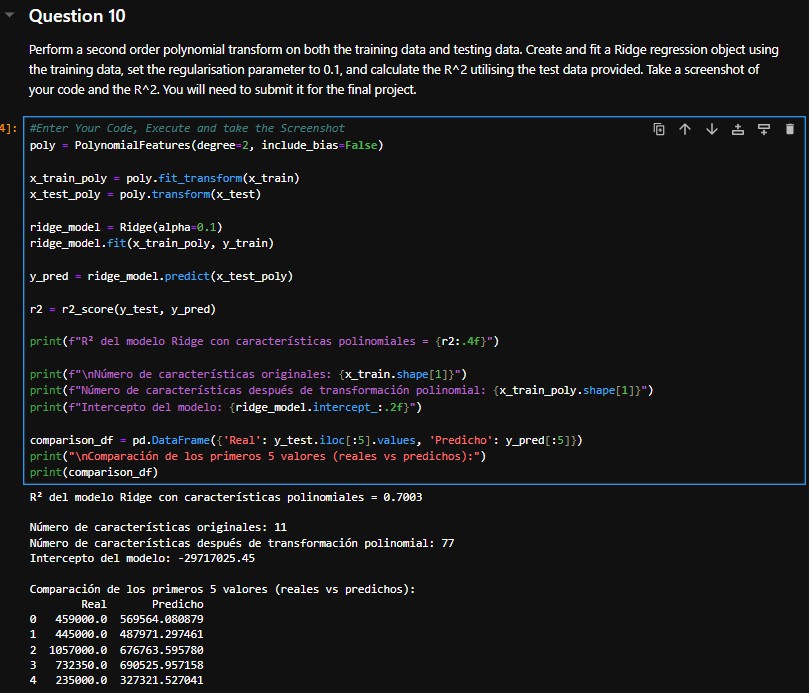 Question 10
Perform a second order polynomial transform on both the training data and testing data. Create and fit a Ridge regression object using
the training data, set the regularisation parameter to 0.1, and calculate the R^2 utilising the test data provided. Take a screenshot of
your code and the R^2. You will need to submit it for the final project.
4]:
#Enter Your Code, Execute and take the Screenshot
poly = PolynomialFeatures(degree=2, include_bias=False)
x_train_poly = poly.fit_transform(x_train)
x_test_poly = poly.transform(x_test)
ridge_model = Ridge(alpha=0.1)
ridge_model.fit(x_train_poly, y_train)
y_pred = ridge_model.predict(x_test_poly)
r2 = r2_score(y_test, y_pred)
print(f"R² del modelo Ridge con características polinomiales = {r2:.4f}")
print(f"\nNúmero de características originales: {x_train.shape[1]}")
print(f"Número de características después de transformación polinomial: {x_train_poly.shape[1]}")
print(f"Intercepto del modelo: {ridge_model.intercept_:.2f}")
comparison_df = pd.DataFrame({'Real': y_test.iloc[:5].values, 'Predicho': y_pred[:5]})
print("\nComparación de los primeros 5 valores (reales vs predichos):")
print(comparison_df)
R² del modelo Ridge con características polinomiales = 0.7003
Número de características originales: 11
Número de características después de transformación polinomial: 77
Intercepto del modelo: -29717025.45
Comparación de los primeros 5 valores (reales vs predichos):
Real Predicho
0 459000.0 569564.080879
1 445000.0 487971.297461
2 1057000.0 676763.595780
3 732350.0 690525.957158
4 235000.0 327321.527041